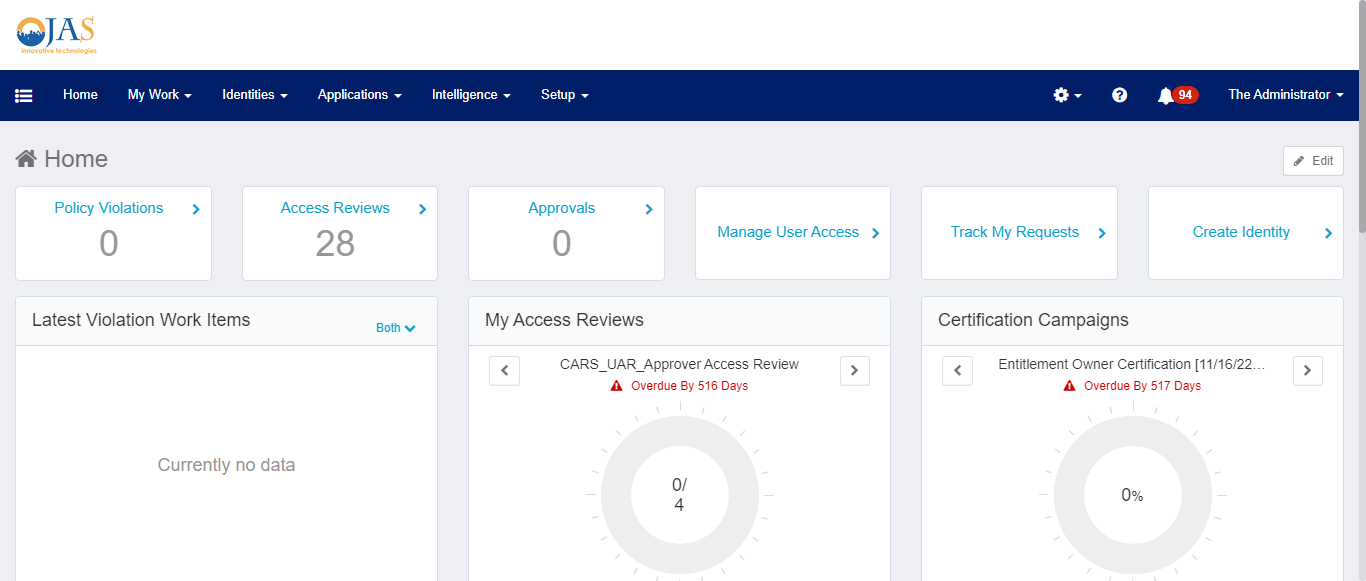 OJAS
innovative technologies
Home My Work Identities Applications Intelligence Setup 94 The Administrator
Home
Edit
Policy Violations
0
Access Reviews
28
Approvals
0
Manage User Access
Track My Requests
Create Identity
Latest Violation Work Items
Both
Currently no data
My Access Reviews
CARS_UAR_Approver Access Review
Overdue By 516 Days
0/
4
Certification Campaigns
Entitlement Owner Certification [11/16/22...
Overdue By 517 Days
0%